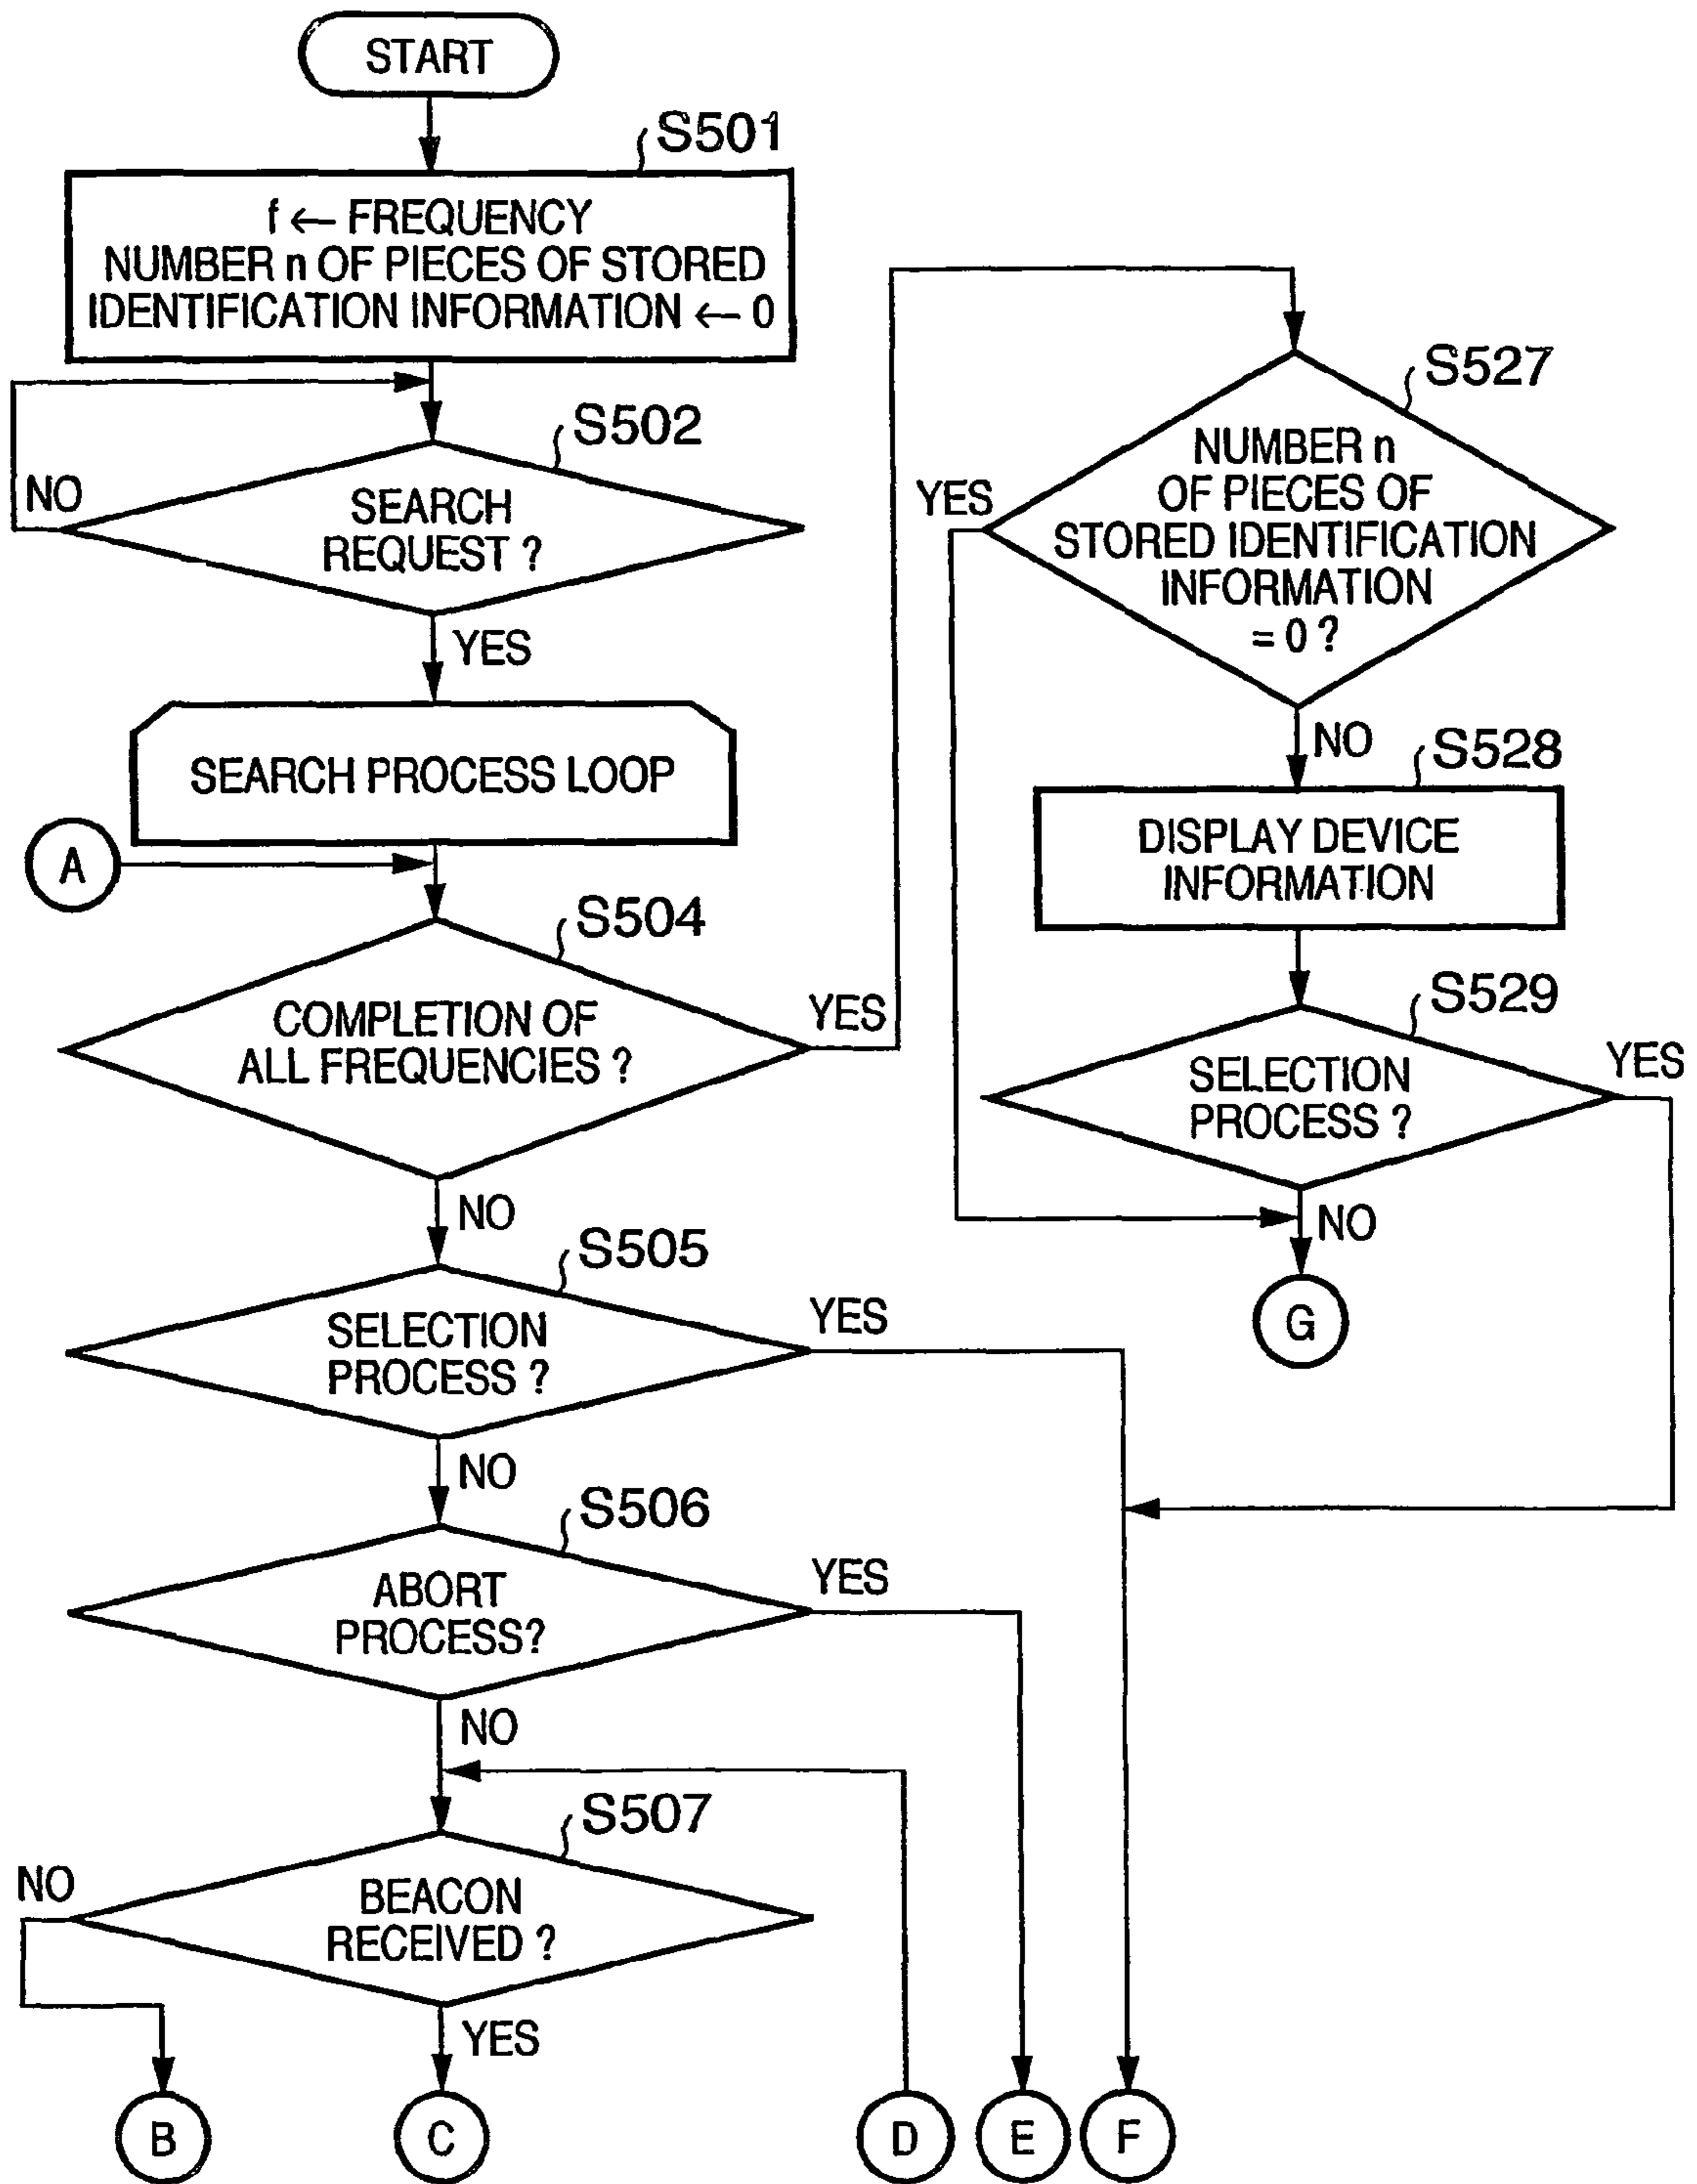 START
S501
f ← FREQUENCY
NUMBER n OF PIECES OF STORED
IDENTIFICATION INFORMATION ← 0
S502
NO
SEARCH
REQUEST ?
YES
SEARCH PROCESS LOOP
A
S504
COMPLETION OF
ALL FREQUENCIES ?
YES
NO
S505
SELECTION
PROCESS ?
YES
NO
S506
ABORT
PROCESS?
YES
NO
S507
NO
BEACON
RECEIVED ?
YES
B
C
D
E
F
S527
YES
NUMBER n
OF PIECES OF
STORED IDENTIFICATION
INFORMATION
= 0 ?
NO
S528
DISPLAY DEVICE
INFORMATION
S529
SELECTION
PROCESS ?
YES
NO
G